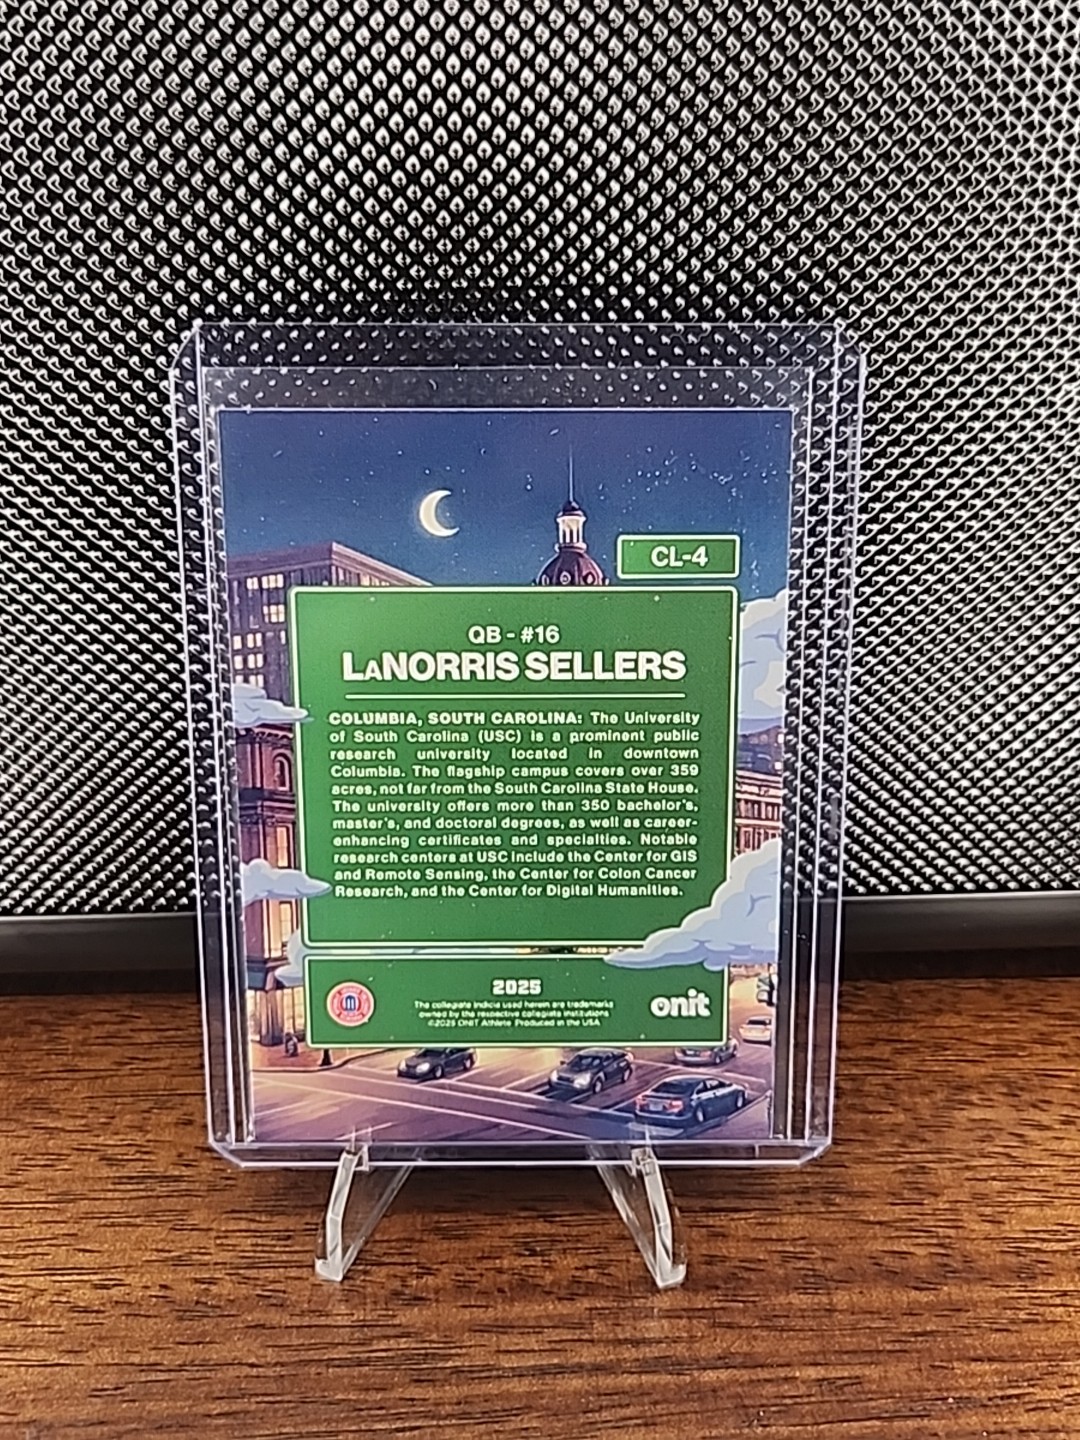 CL-4
QB - #16
LaNORRIS SELLERS
COLUMBIA, SOUTH CAROLINA: The University
of South Carolina (USC) is a prominent public
research university located in downtown
Columbia. The flagship campus covers over 359
acres, not far from the South Carolina State House.
The university offers more than 350 bachelor's,
master's, and doctoral degrees, as well as career-
enhancing certificates and specialties. Notable
research centers at USC include the Center for GIS
and Remote Sensing, the Center for Colon Cancer
Research, and the Center for Digital Humanities.
2025
The collegiate indicia used herein are trademarks
owned by the respective collegiate institutions
©2025 ONIT Athlete Produced in the USA
onit